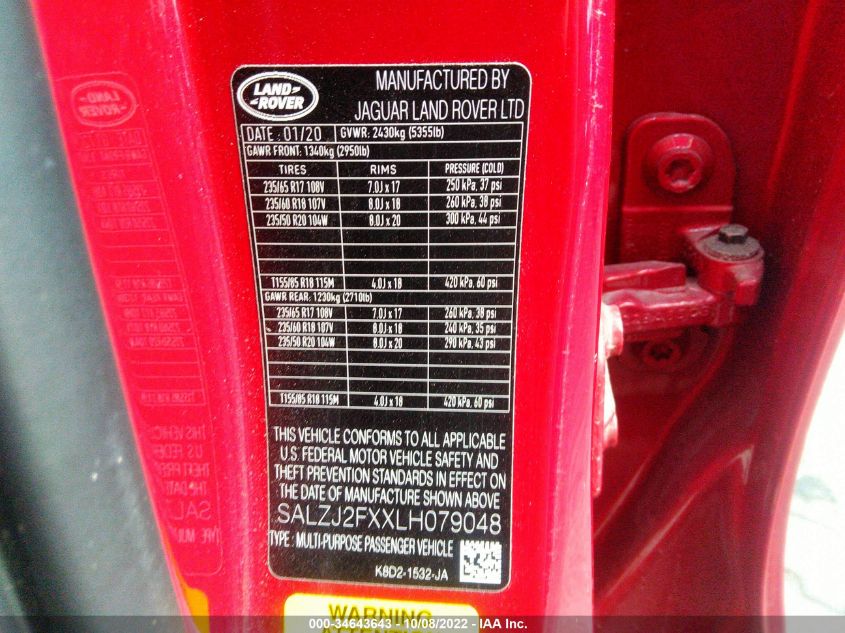 LAND-
-ROVER
MANUFACTURED BY
JAGUAR LAND ROVER LTD
DATE: 01/20 GVWR: 2430kg (5355lb)
GAWR FRONT: 1340kg (2950lb)
TIRES RIMS PRESSURE (COLD)
235/65 R17 108V 7.0J x 17 250 kPa, 37 psi
235/60 R18 107V 8.0J x 18 260 kPa, 38 psi
235/50 R20 104W 8.0J x 20 300 kPa, 44 psi
T155/85 R18 115M 4.0J x 18 420 kPa, 60 psi
GAWR REAR: 1230kg (2710lb)
235/65 R17 108V 7.0J x 17 260 kPa, 38 psi
235/60 R18 107V 8.0J x 18 240 kPa, 35 psi
235/50 R20 104W 8.0J x 20 290 kPa, 43 psi
T155/85 R18 115M 4.0J x 18 420 kPa, 60 psi
THIS VEHICLE CONFORMS TO ALL APPLICABLE
U.S. FEDERAL MOTOR VEHICLE SAFETY AND
THEFT PREVENTION STANDARDS IN EFFECT ON
THE DATE OF MANUFACTURE SHOWN ABOVE
SALZJ2FXXLH079048
TYPE: MULTI-PURPOSE PASSENGER VEHICLE
K8D2-1532-JA
WARNING
ATTENTION
000-34643643 - 10/08/2022 - IAA Inc.